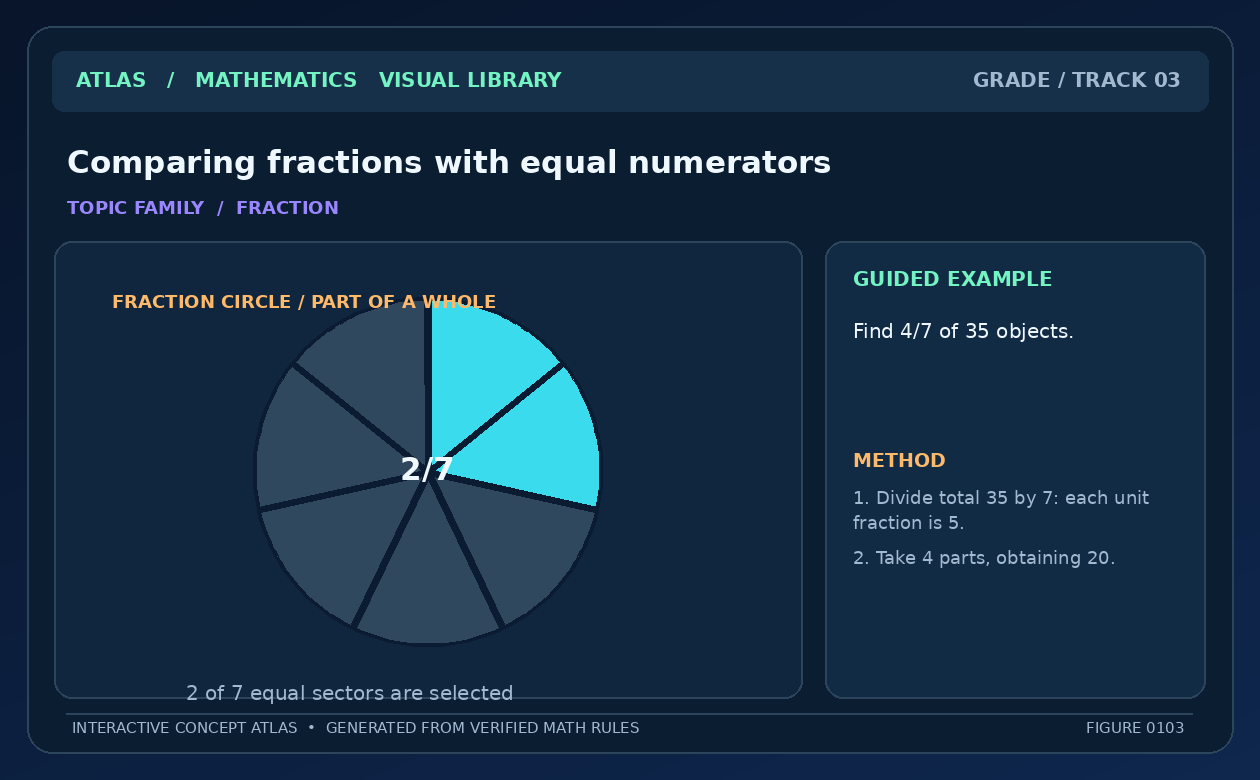 ATLAS / MATHEMATICS VISUAL LIBRARY
GRADE / TRACK 03
Comparing fractions with equal numerators
TOPIC FAMILY / FRACTION
FRACTION CIRCLE / PART OF A WHOLE
2/7
2 of 7 equal sectors are selected
GUIDED EXAMPLE
Find 4/7 of 35 objects.
METHOD
1. Divide total 35 by 7: each unit
fraction is 5.
2. Take 4 parts, obtaining 20.
INTERACTIVE CONCEPT ATLAS • GENERATED FROM VERIFIED MATH RULES
FIGURE 0103